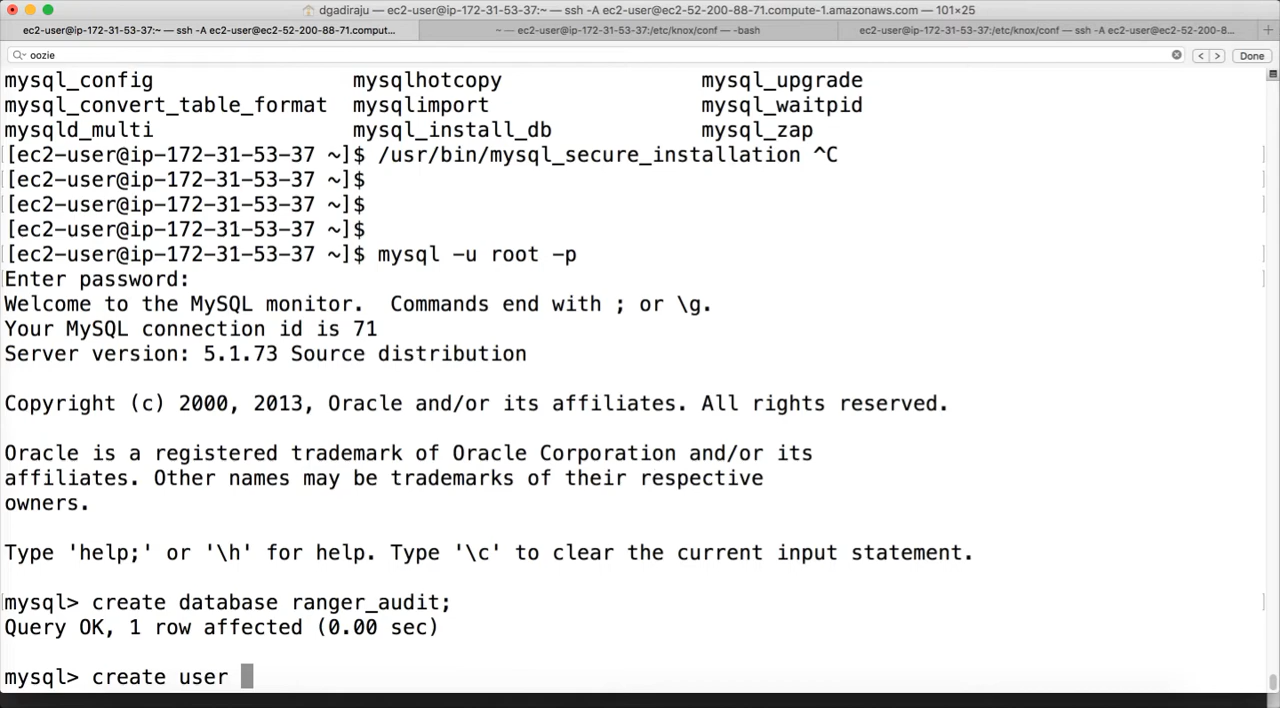 dgadiraju — ec2-user@ip-172-31-53-37:~ — ssh -A ec2-user@ec2-52-200-88-71.compute-1.amazonaws.com — 101×25
ec2-user@ip-172-31-53-37:~ — ssh -A ec2-user@ec2-52-200-88-71.comput... ~ — ec2-user@ip-172-31-53-37:/etc/knox/conf — -bash ec2-user@ip-172-31-53-37:/etc/knox/conf — ssh -A ec2-user@ec2-52-200-8... +
oozie < > Done
mysql_config mysqlhotcopy mysql_upgrade
mysql_convert_table_format mysqlimport mysql_waitpid
mysqld_multi mysql_install_db mysql_zap
[ec2-user@ip-172-31-53-37 ~]$ /usr/bin/mysql_secure_installation ^C
[ec2-user@ip-172-31-53-37 ~]$
[ec2-user@ip-172-31-53-37 ~]$
[ec2-user@ip-172-31-53-37 ~]$
[ec2-user@ip-172-31-53-37 ~]$ mysql -u root -p
Enter password:
Welcome to the MySQL monitor.  Commands end with ; or \g.
Your MySQL connection id is 71
Server version: 5.1.73 Source distribution
Copyright (c) 2000, 2013, Oracle and/or its affiliates. All rights reserved.
Oracle is a registered trademark of Oracle Corporation and/or its
affiliates. Other names may be trademarks of their respective
owners.
Type 'help;' or '\h' for help. Type '\c' to clear the current input statement.
mysql> create database ranger_audit;
Query OK, 1 row affected (0.00 sec)
mysql> create user